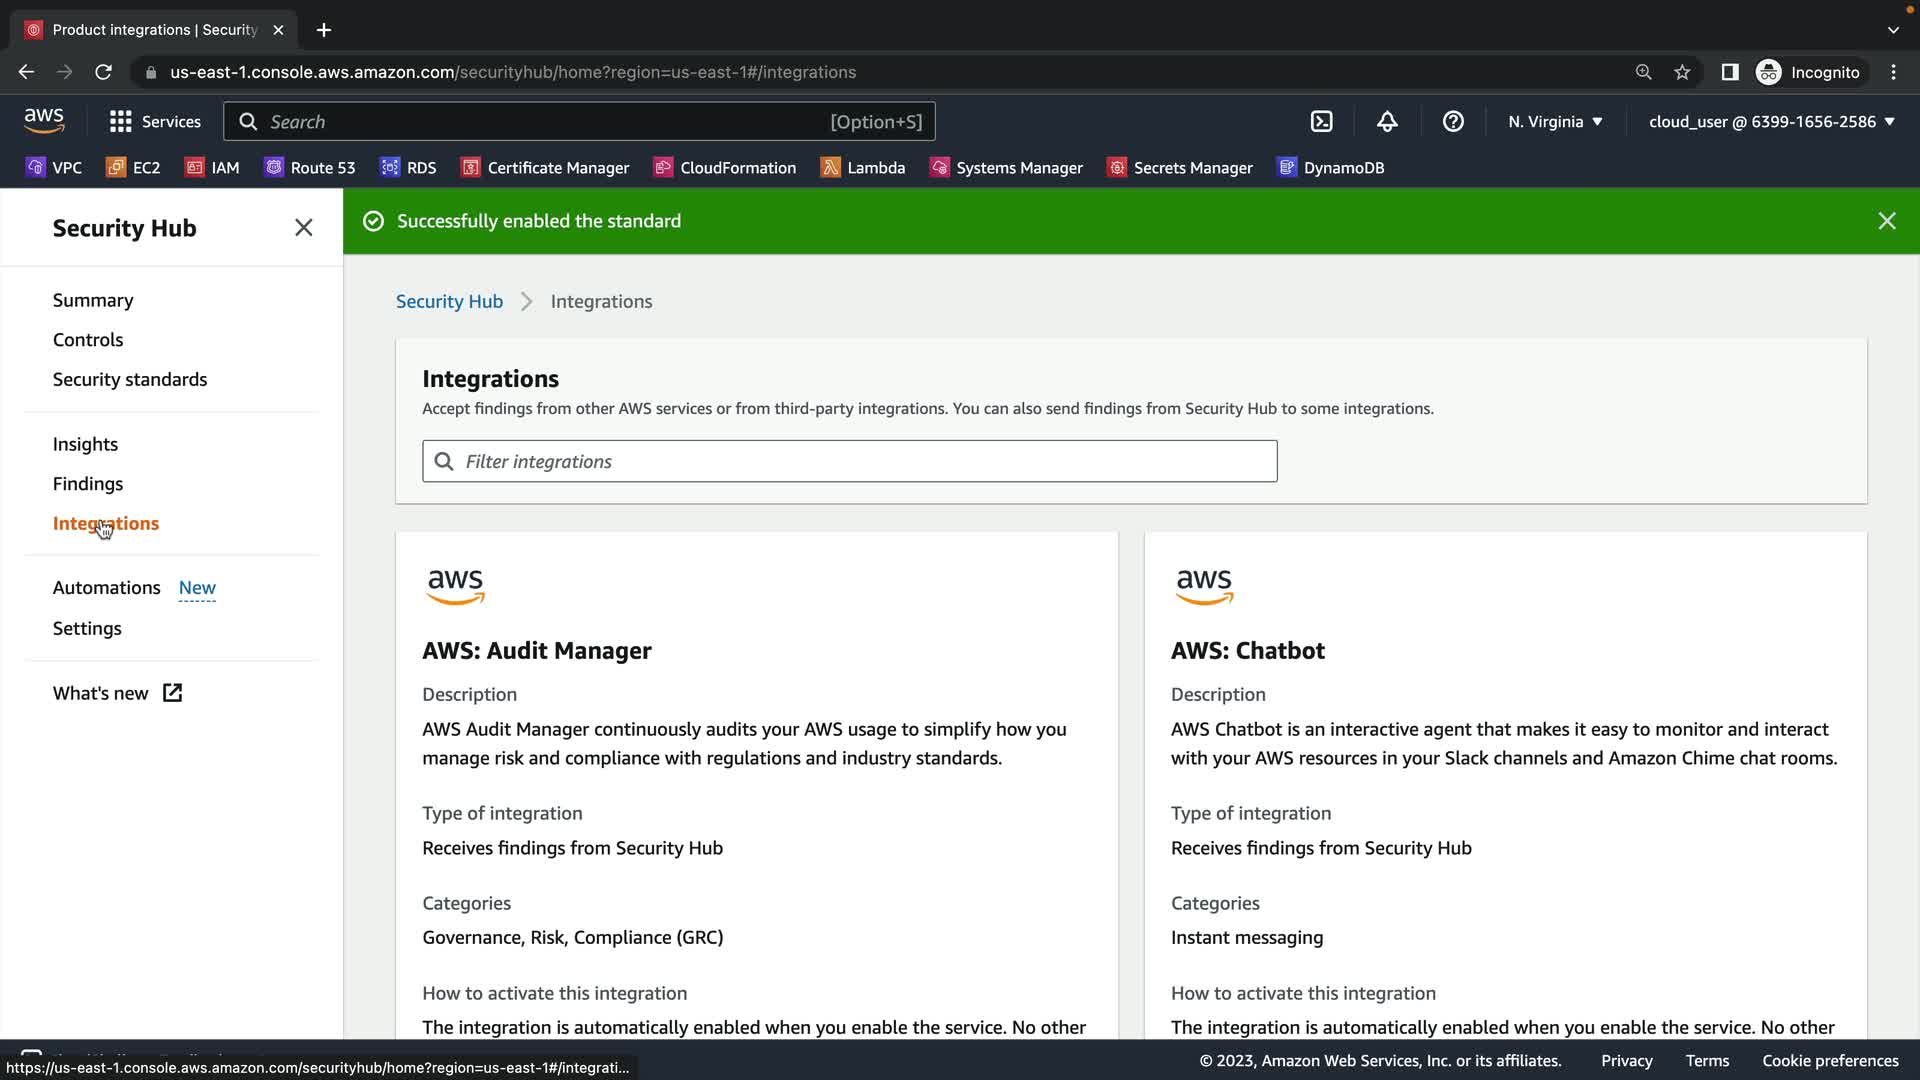 Product integrations | Security
us-east-1.console.aws.amazon.com/securityhub/home?region=us-east-1#/integrations
Incognito
aws
Services
Search
[Option+S]
N. Virginia
cloud_user @ 6399-1656-2586
VPC
EC2
IAM
Route 53
RDS
Certificate Manager
CloudFormation
Lambda
Systems Manager
Secrets Manager
DynamoDB
Security Hub
Successfully enabled the standard
Summary
Controls
Security standards
Insights
Findings
Integrations
Automations New
Settings
What's new
Security Hub > Integrations
Integrations
Accept findings from other AWS services or from third-party integrations. You can also send findings from Security Hub to some integrations.
Filter integrations
aws
AWS: Audit Manager
Description
AWS Audit Manager continuously audits your AWS usage to simplify how you
manage risk and compliance with regulations and industry standards.
Type of integration
Receives findings from Security Hub
Categories
Governance, Risk, Compliance (GRC)
How to activate this integration
The integration is automatically enabled when you enable the service. No other
aws
AWS: Chatbot
Description
AWS Chatbot is an interactive agent that makes it easy to monitor and interact
with your AWS resources in your Slack channels and Amazon Chime chat rooms.
Type of integration
Receives findings from Security Hub
Categories
Instant messaging
How to activate this integration
The integration is automatically enabled when you enable the service. No other
https://us-east-1.console.aws.amazon.com/securityhub/home?region=us-east-1#/integrati...
© 2023, Amazon Web Services, Inc. or its affiliates.
Privacy
Terms
Cookie preferences